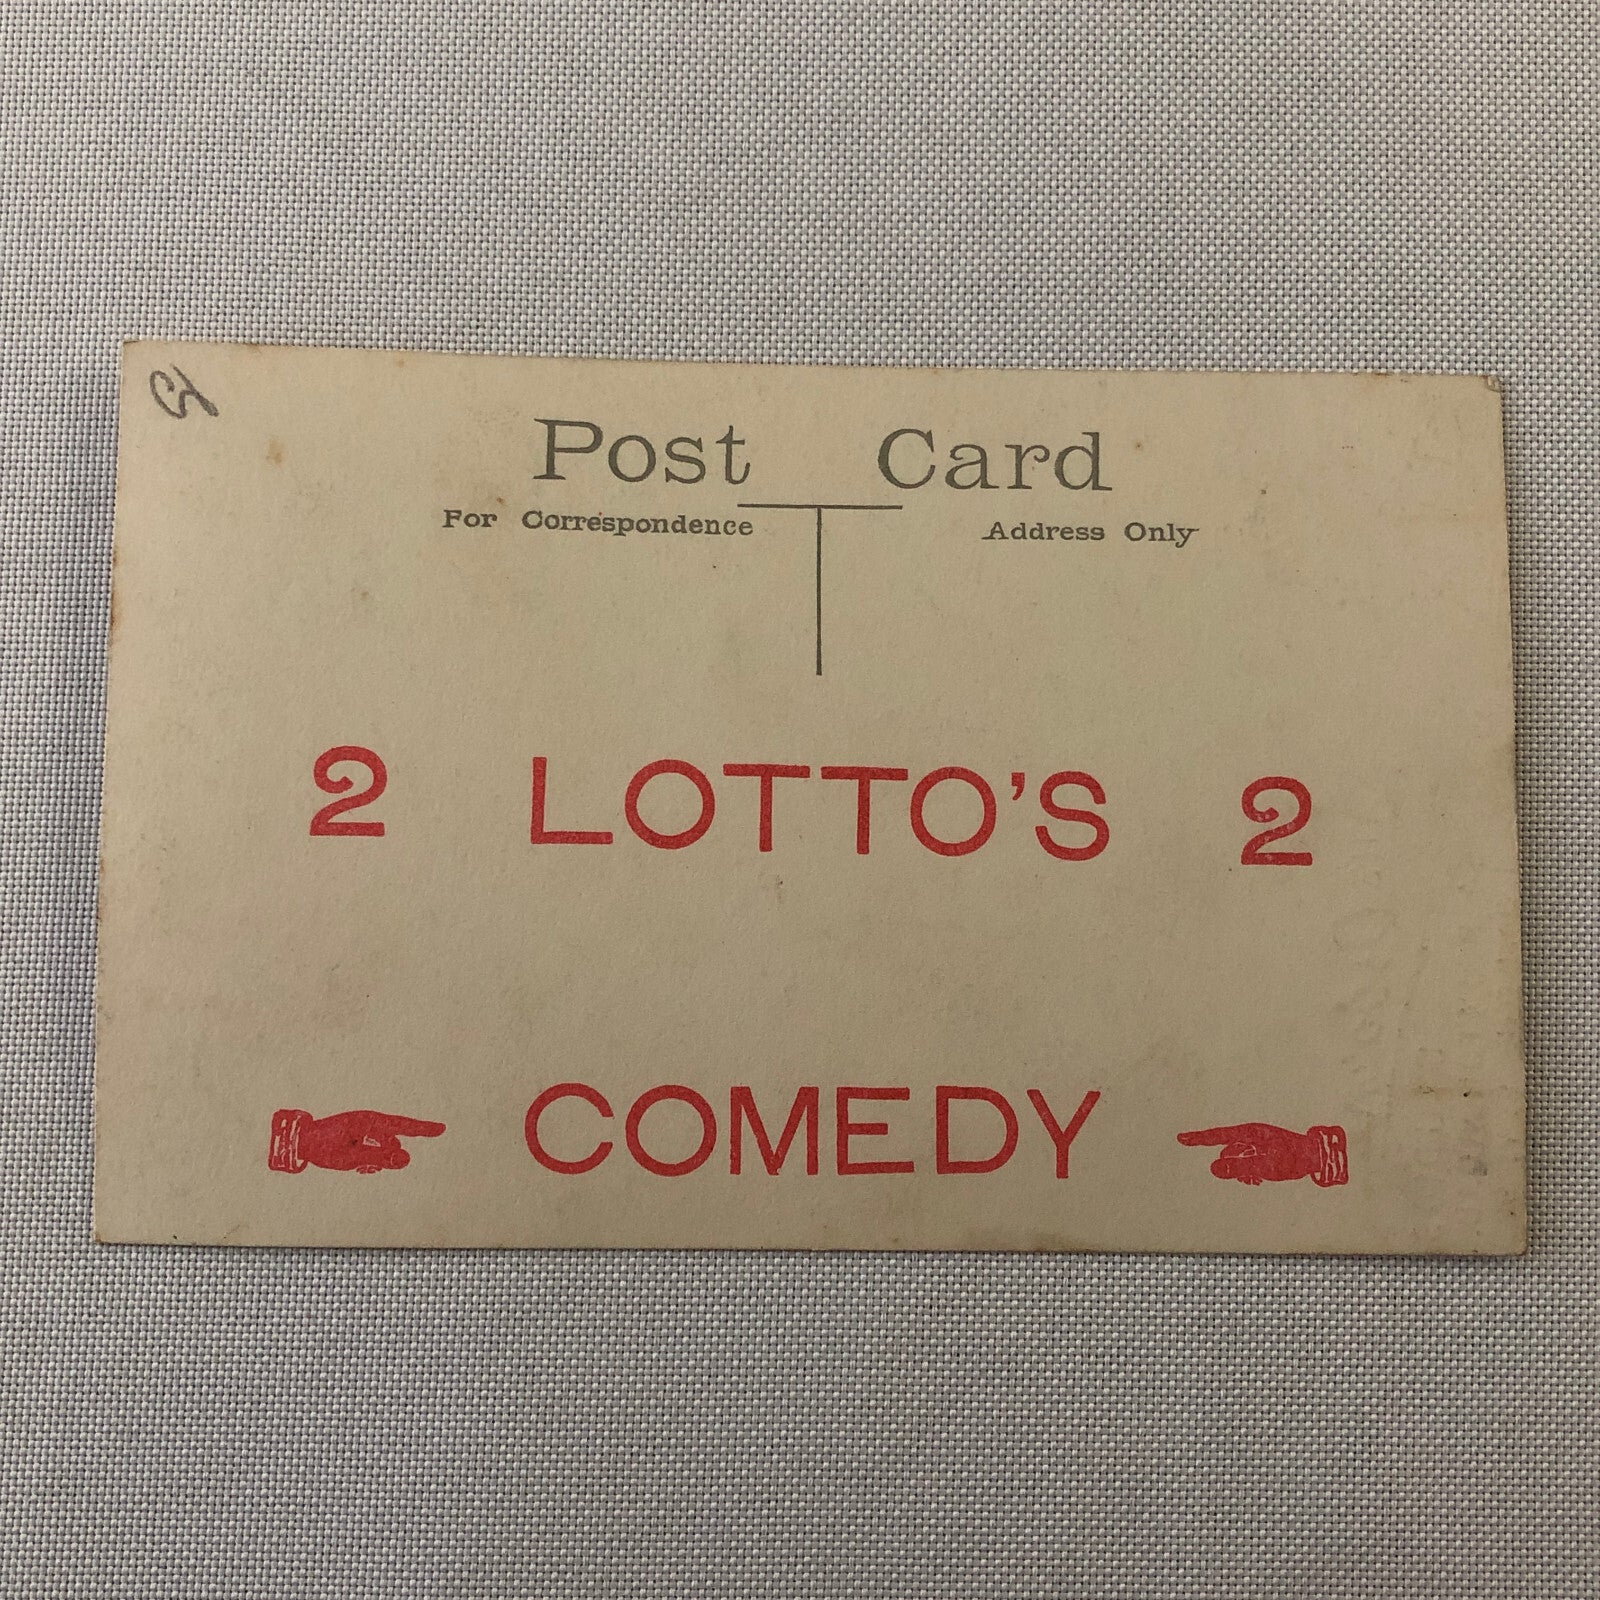 Post Card
For Correspondence Address Only
2 LOTTO'S 2
COMEDY